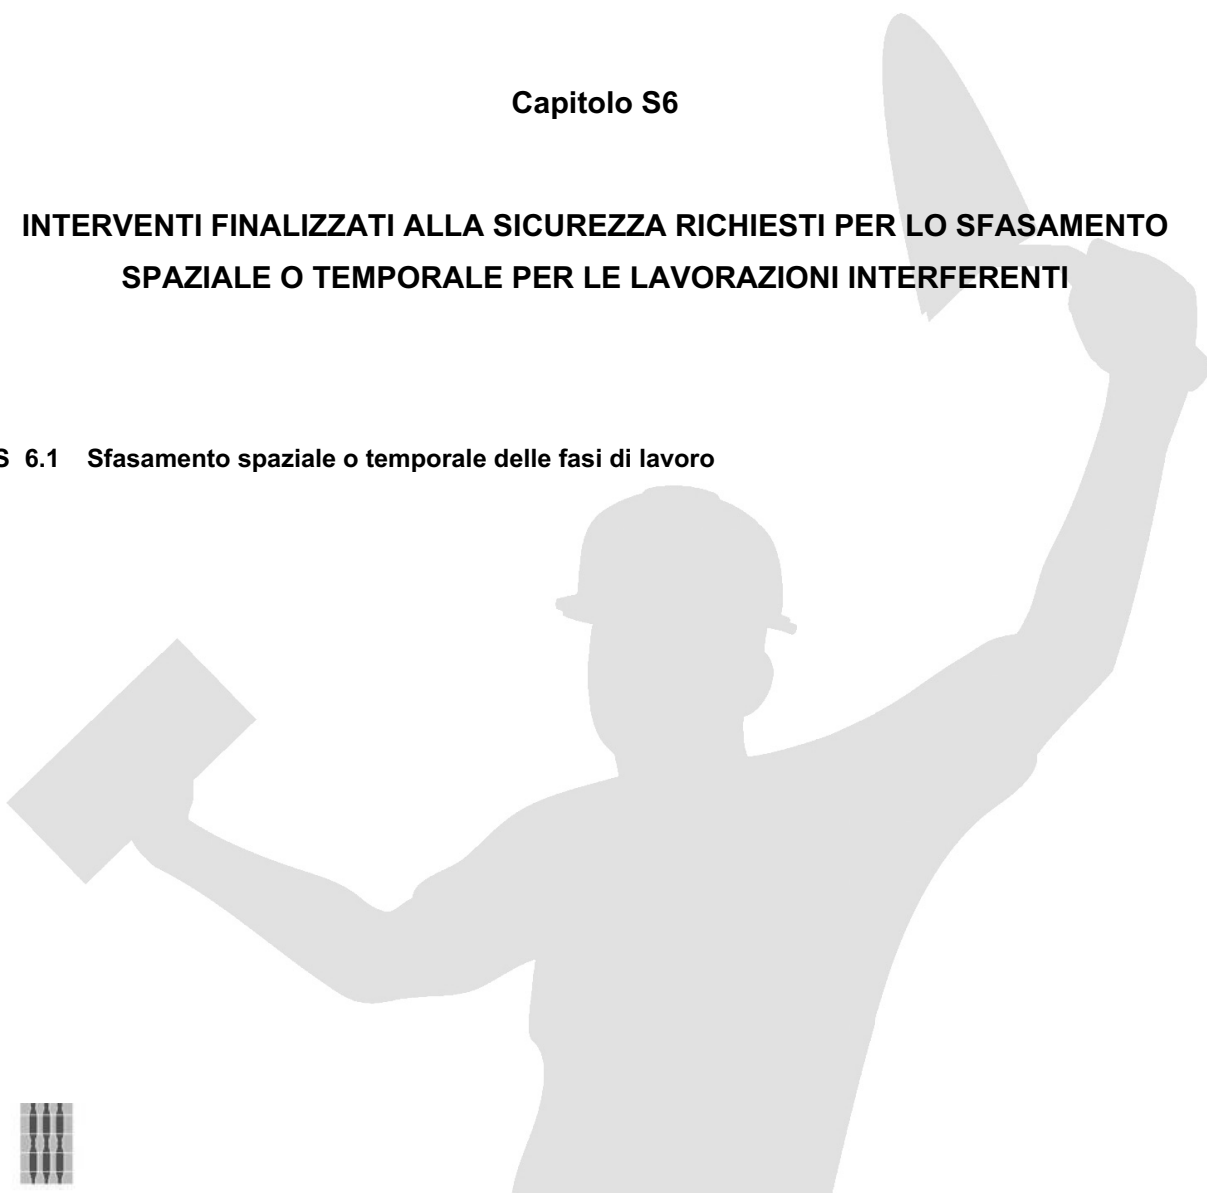 Capitolo S6
INTERVENTI FINALIZZATI ALLA SICUREZZA RICHIESTI PER LO SFASAMENTO
SPAZIALE O TEMPORALE PER LE LAVORAZIONI INTERFERENTI
S 6.1 Sfasamento spaziale o temporale delle fasi di lavoro